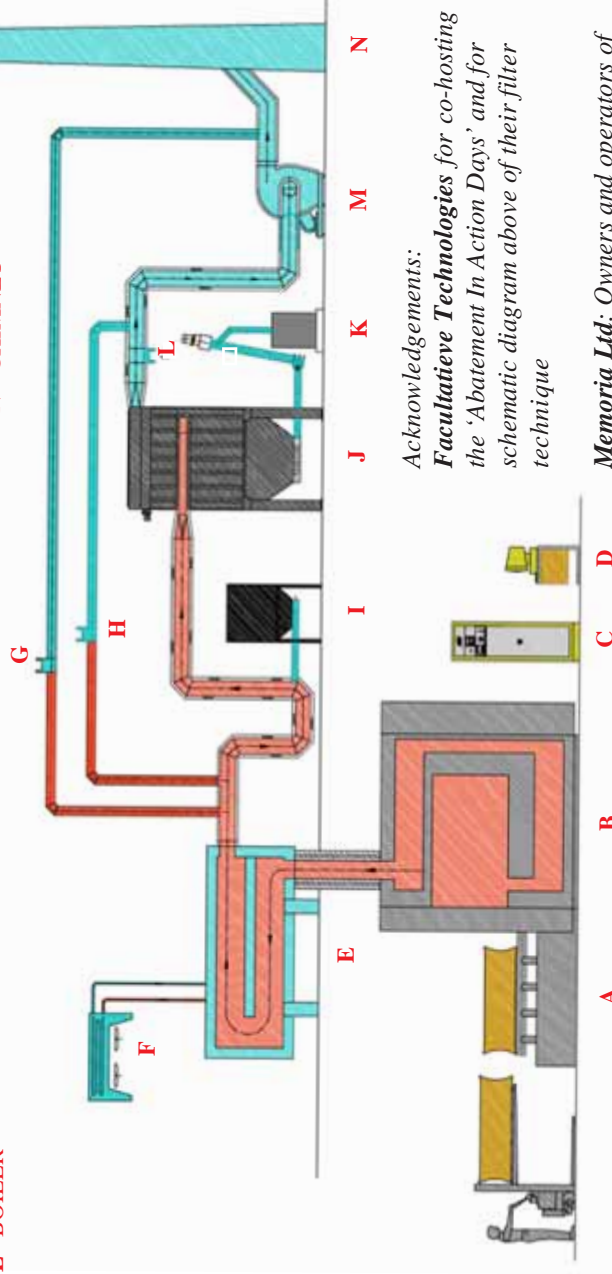 E BOILER
G
F
H
E
I
J
L
K
M
N
A
B
C
D
Acknowledgements:
Facultatieve Technologies for co-hosting
the ‘Abatement In Action Days’ and for
schematic diagram above of their filter
technique
Memoria Ltd: Owners and operators of